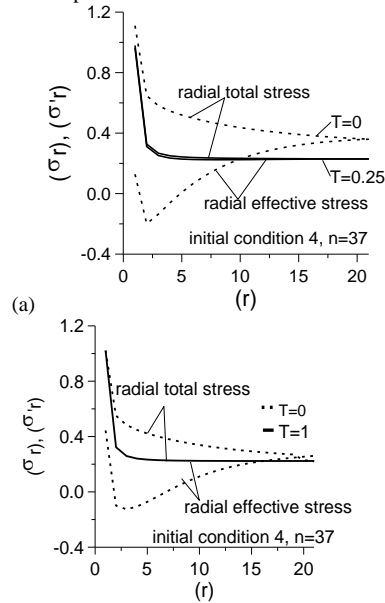 1.2
radial total stress
0.8
T=0
0.4
(σr), (σ'r)
T=0.25
0.0
radial effective stress
-0.4
initial condition 4, n=37
0 5 10 15 20
(r)
(a)
1.2
radial total stress
T=0
0.8
T=1
0.4
(σr), (σ'r)
0.0
radial effective stress
-0.4
initial condition 4, n=37
0 5 10 15 20
(r)